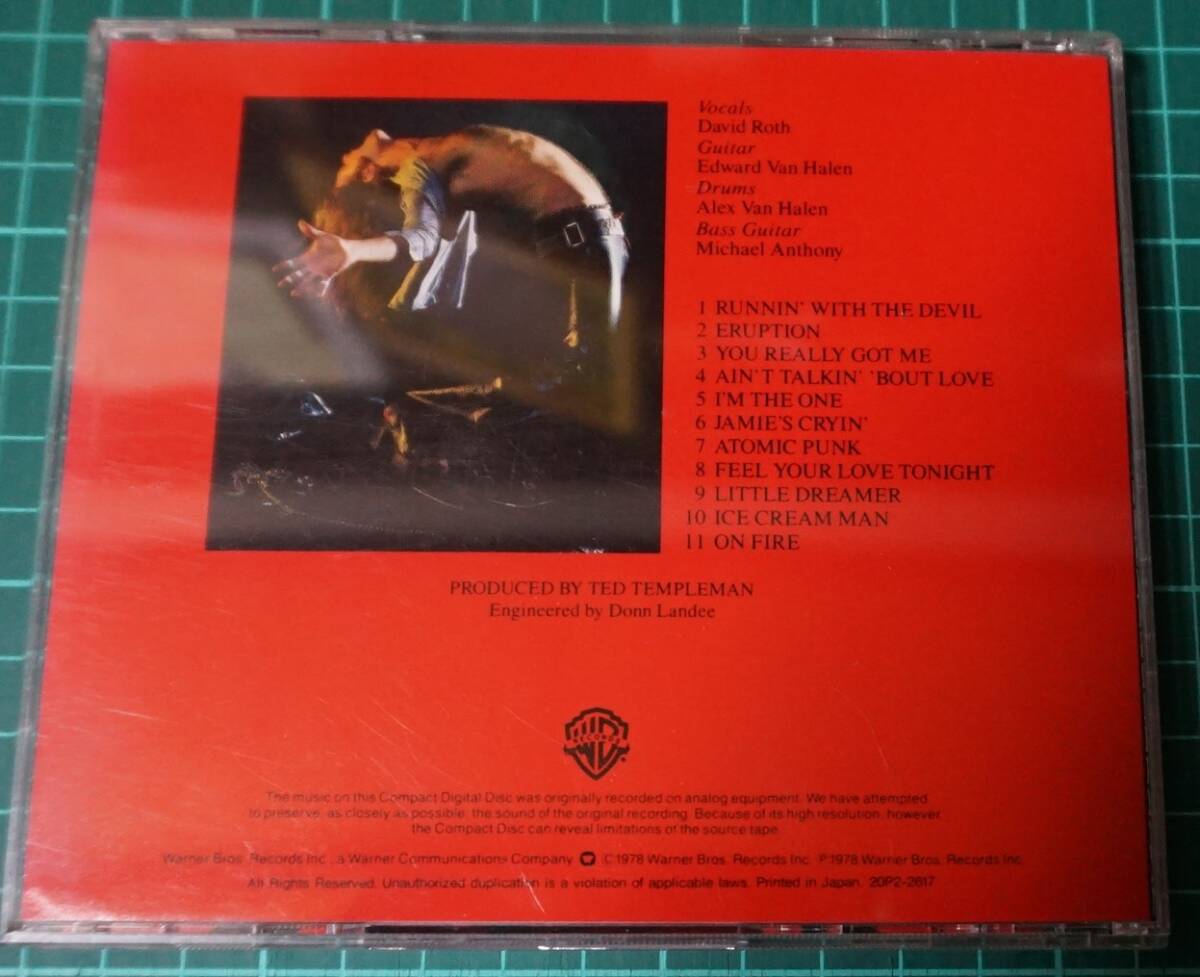 Vocals
David Roth
Guitar
Edward Van Halen
Drums
Alex Van Halen
Bass Guitar
Michael Anthony
1 RUNNIN' WITH THE DEVIL
2 ERUPTION
3 YOU REALLY GOT ME
4 AIN'T TALKIN' 'BOUT LOVE
5 I'M THE ONE
6 JAMIE'S CRYIN'
7 ATOMIC PUNK
8 FEEL YOUR LOVE TONIGHT
9 LITTLE DREAMER
10 ICE CREAM MAN
11 ON FIRE
PRODUCED BY TED TEMPLEMAN
Engineered by Donn Landee
WB
RECORDS
The music on this Compact Digital Disc was originally recorded on analog equipment. We have attempted
to preserve, as closely as possible, the sound of the original recording. Because of its high resolution, however,
the Compact Disc can reveal limitations of the source tape.
Warner Bros. Records Inc., a Warner Communications Company © 1978 Warner Bros. Records Inc. ℗ 1978 Warner Bros. Records Inc.
All Rights Reserved. Unauthorized duplication is a violation of applicable laws. Printed in Japan. 20P2-2617